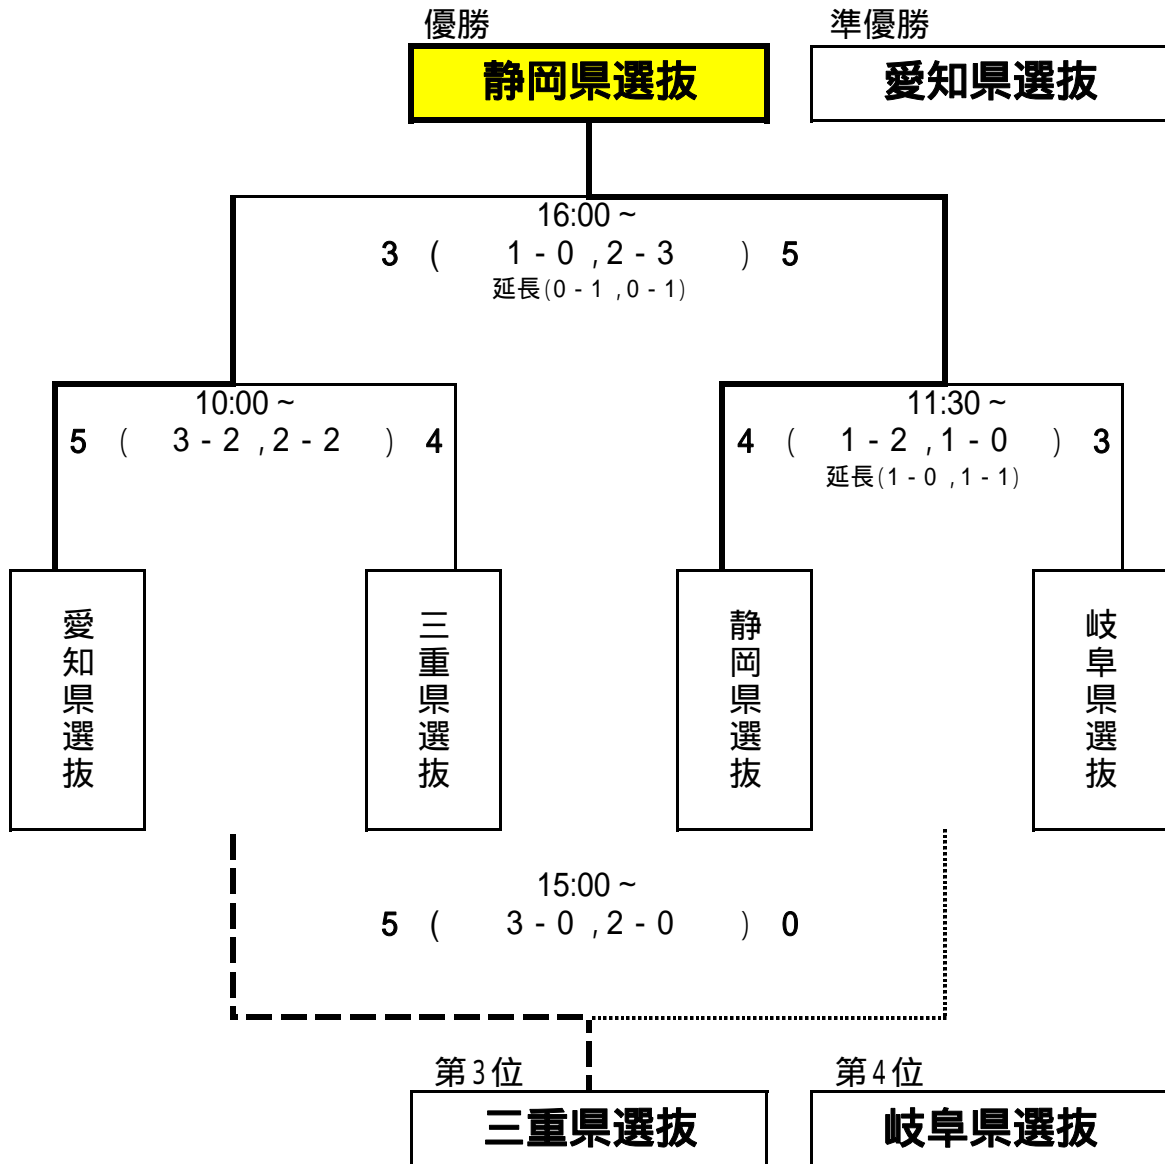 優勝
準優勝
静岡県選抜
愛知県選抜
16:00 ~
3 ( 1 - 0 , 2 - 3 ) 5
延長(0 - 1 , 0 - 1)
10:00 ~
5 ( 3 - 2 , 2 - 2 ) 4
11:30 ~
4 ( 1 - 2 , 1 - 0 ) 3
延長(1 - 0 , 1 - 1)
愛知県選抜
三重県選抜
静岡県選抜
岐阜県選抜
15:00 ~
5 ( 3 - 0 , 2 - 0 ) 0
第3位
第4位
三重県選抜
岐阜県選抜